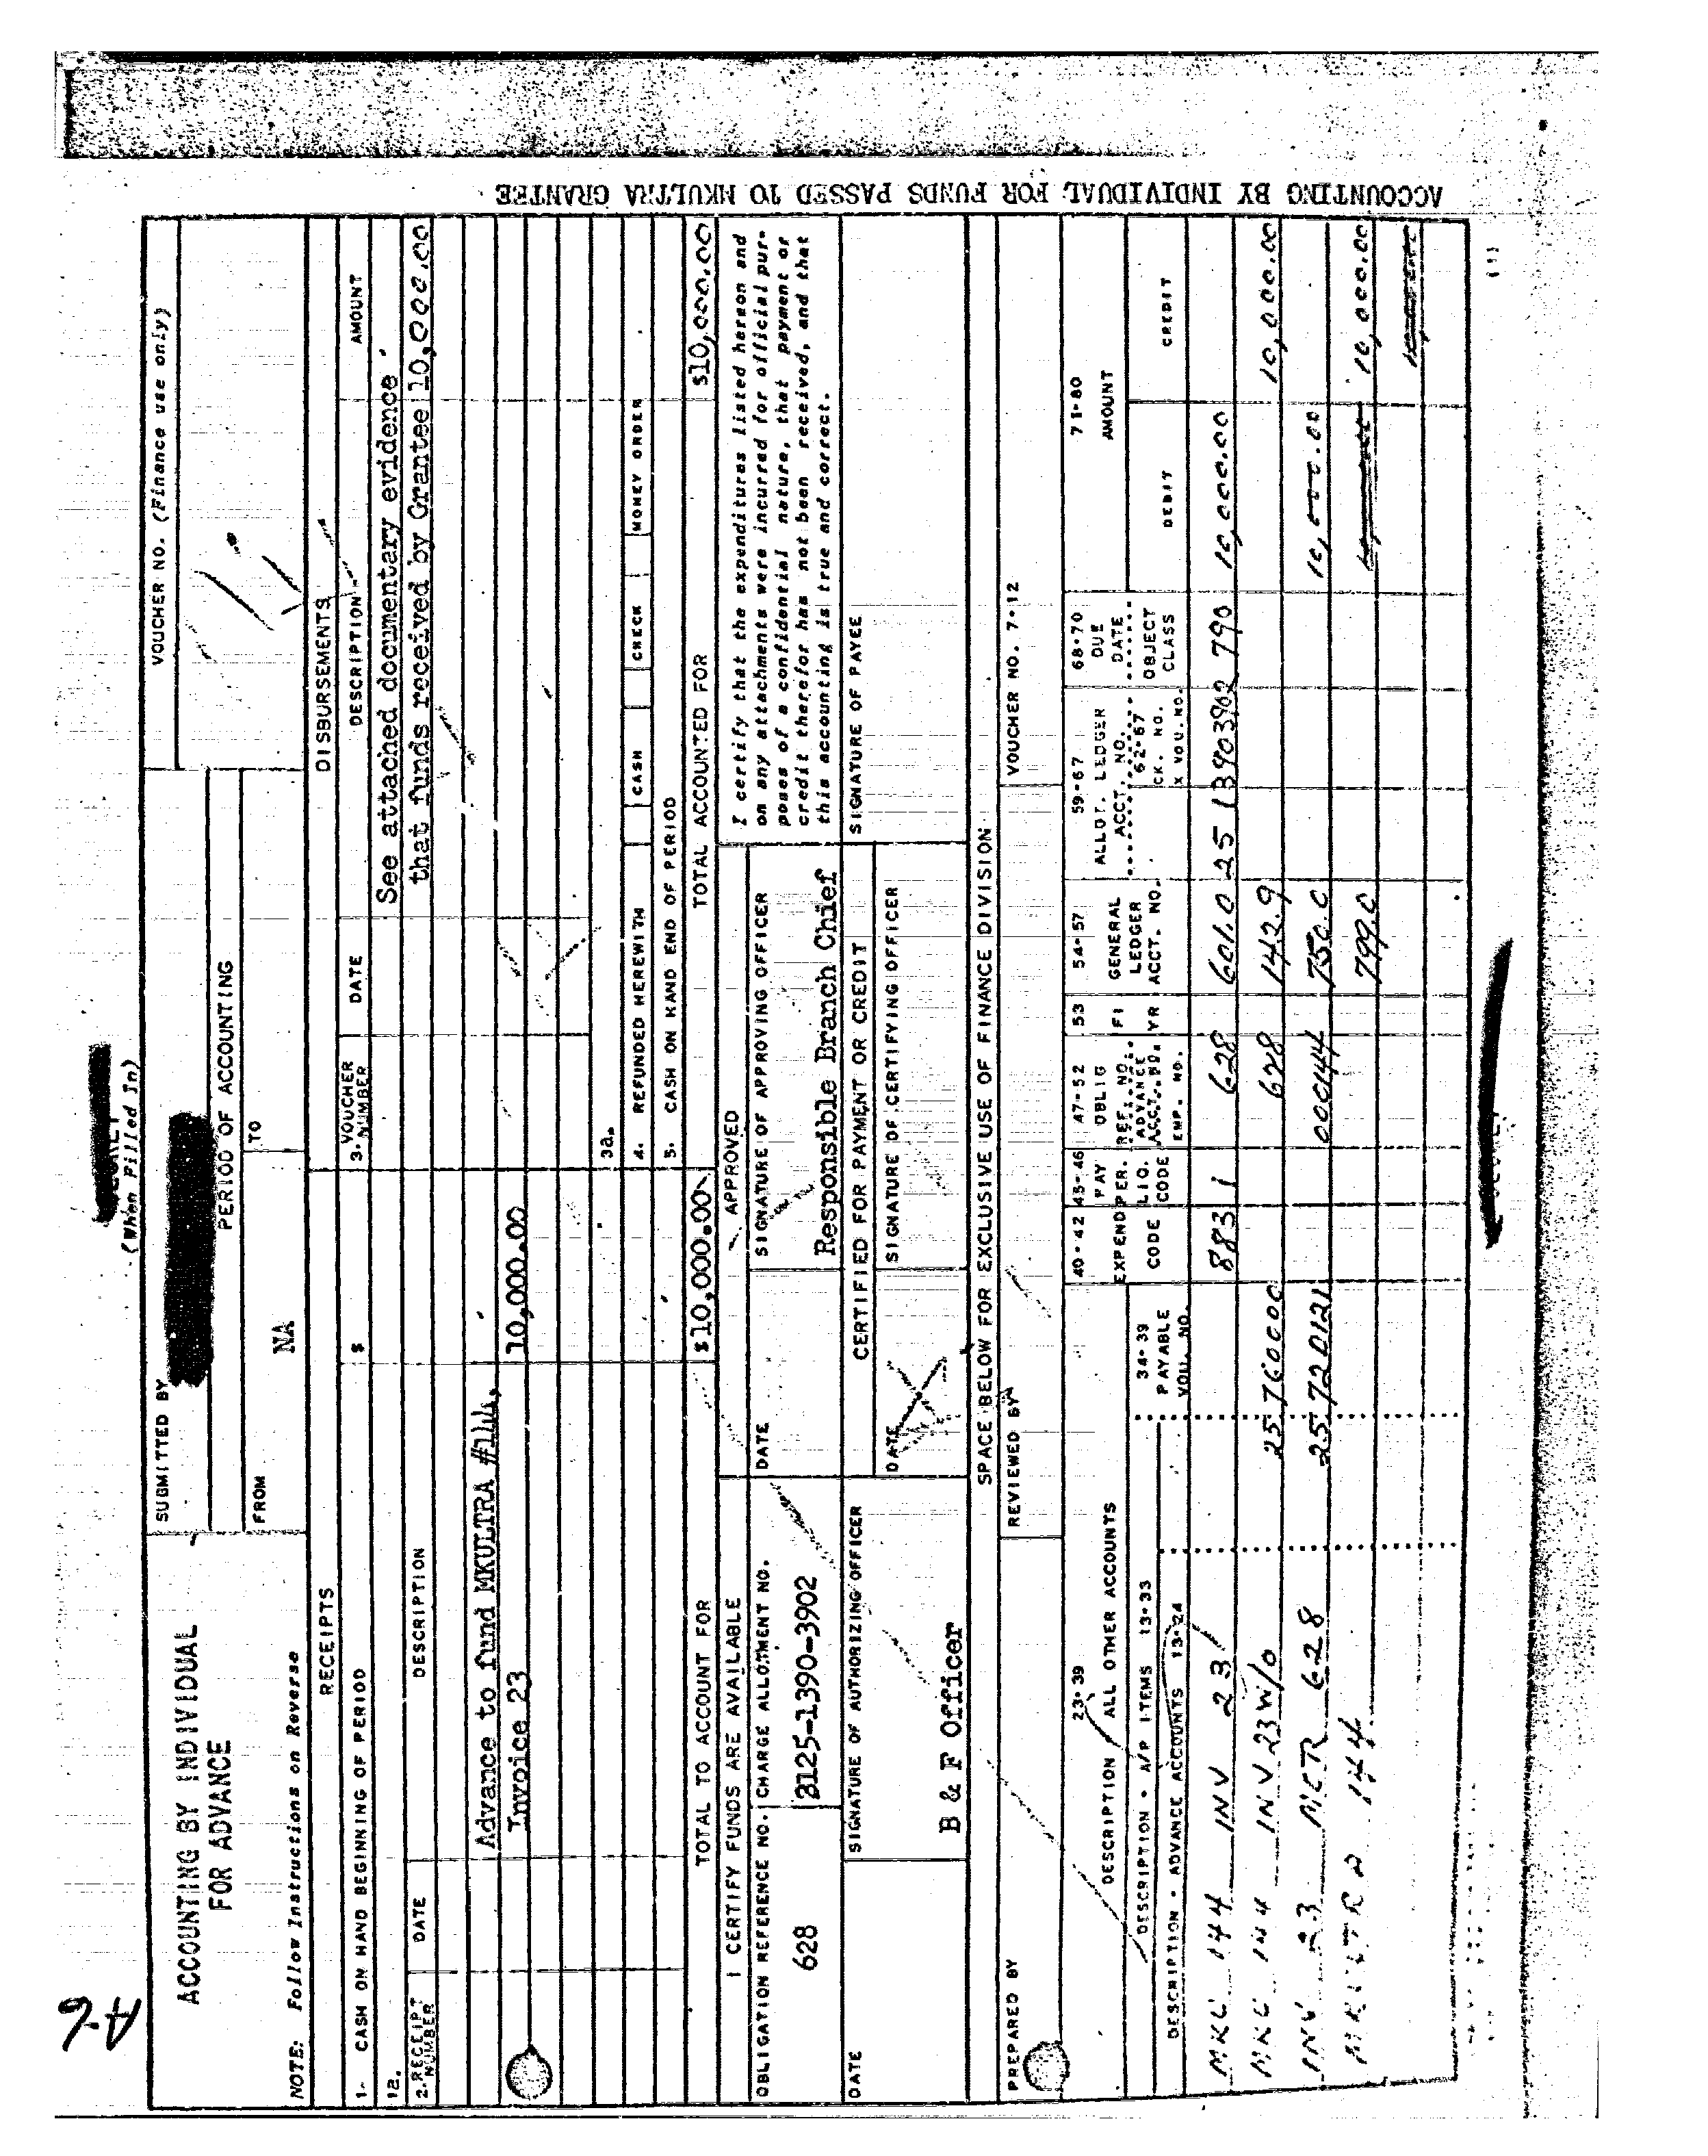 A-6
(When Filled In)
ACCOUNTING BY INDIVIDUAL
FOR ADVANCE
NOTE: Follow Instructions on Reverse
SUBMITTED BY
VOUCHER NO. (Finance use only)
PERIOD OF ACCOUNTING
FROM
TO
NA
RECEIPTS
DISBURSEMENTS
1. CASH ON HAND BEGINNING OF PERIOD
$
3. VOUCHER NUMBER
DATE
DESCRIPTION
AMOUNT
1a.
See attached documentary evidence
2. RECEIPT NUMBER
DATE
DESCRIPTION
that funds received by Grantee 10,000.00
Advance to fund MKULTRA #144,
Invoice 23
10,000.00
3a.
4. REFUNDED HEREWITH
CASH
CHECK
MONEY ORDER
5. CASH ON HAND END OF PERIOD
TOTAL TO ACCOUNT FOR
$10,000.00
TOTAL ACCOUNTED FOR
$10,000.00
I CERTIFY FUNDS ARE AVAILABLE
APPROVED
I certify that the expenditures listed hereon and
on any attachments were incurred for official pur-
poses of a confidential nature, that payment or
credit therefor has not been received, and that
this accounting is true and correct.
OBLIGATION REFERENCE NO.
CHARGE ALLOTMENT NO.
DATE
SIGNATURE OF APPROVING OFFICER
628
2125-1390-3902
Responsible Branch Chief
DATE
SIGNATURE OF AUTHORIZING OFFICER
CERTIFIED FOR PAYMENT OR CREDIT
SIGNATURE OF PAYEE
DATE
SIGNATURE OF CERTIFYING OFFICER
B & F Officer
SPACE BELOW FOR EXCLUSIVE USE OF FINANCE DIVISION
PREPARED BY
REVIEWED BY
VOUCHER NO. 7-12
23-39
DESCRIPTION ALL OTHER ACCOUNTS
DESCRIPTION - A/P ITEMS 13-33
DESCRIPTION - ADVANCE ACCOUNTS 13-24
34-39
PAYABLE
VOU. NO.
40-42
EXPEND
CODE
45-46
PAY
PER.
LIQ.
CODE
47-52
OBLIG
REF. NO.
ADVANCE
ACCT. NO.
EMP. NO.
53
FI
YR
54-57
GENERAL
LEDGER
ACCT. NO.
59-67
ALLOT. LEDGER
ACCT. NO.
62-67
CK. NO.
X VOU. NO.
68-70
DUE
DATE
OBJECT
CLASS
71-80
AMOUNT
DEBIT
CREDIT
144 INV 23 883 1 628 601.0 25 13903902 790 10,000.00
144 INV 23 W/O 25 760000 628 142.9 10,000.00
INV 23 628 25 720121 000144 750.0 10,000.00
144 799.0 10,000.00
ACCOUNTING BY INDIVIDUAL FOR FUNDS PASSED TO MKULTRA GRANTEE